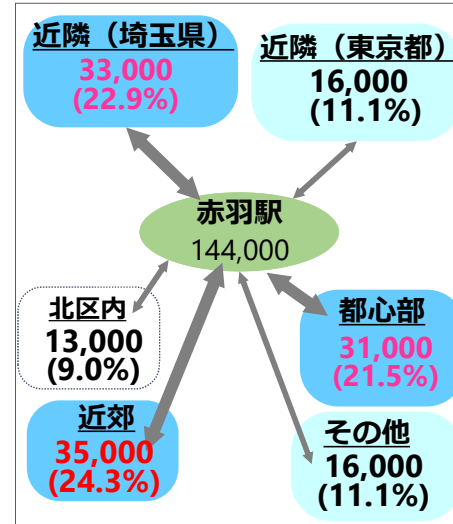 近隣（埼玉県）
33,000
(22.9%)
近隣（東京都）
16,000
(11.1%)
赤羽駅
144,000
北区内
13,000
(9.0%)
都心部
31,000
(21.5%)
近郊
35,000
(24.3%)
その他
16,000
(11.1%)